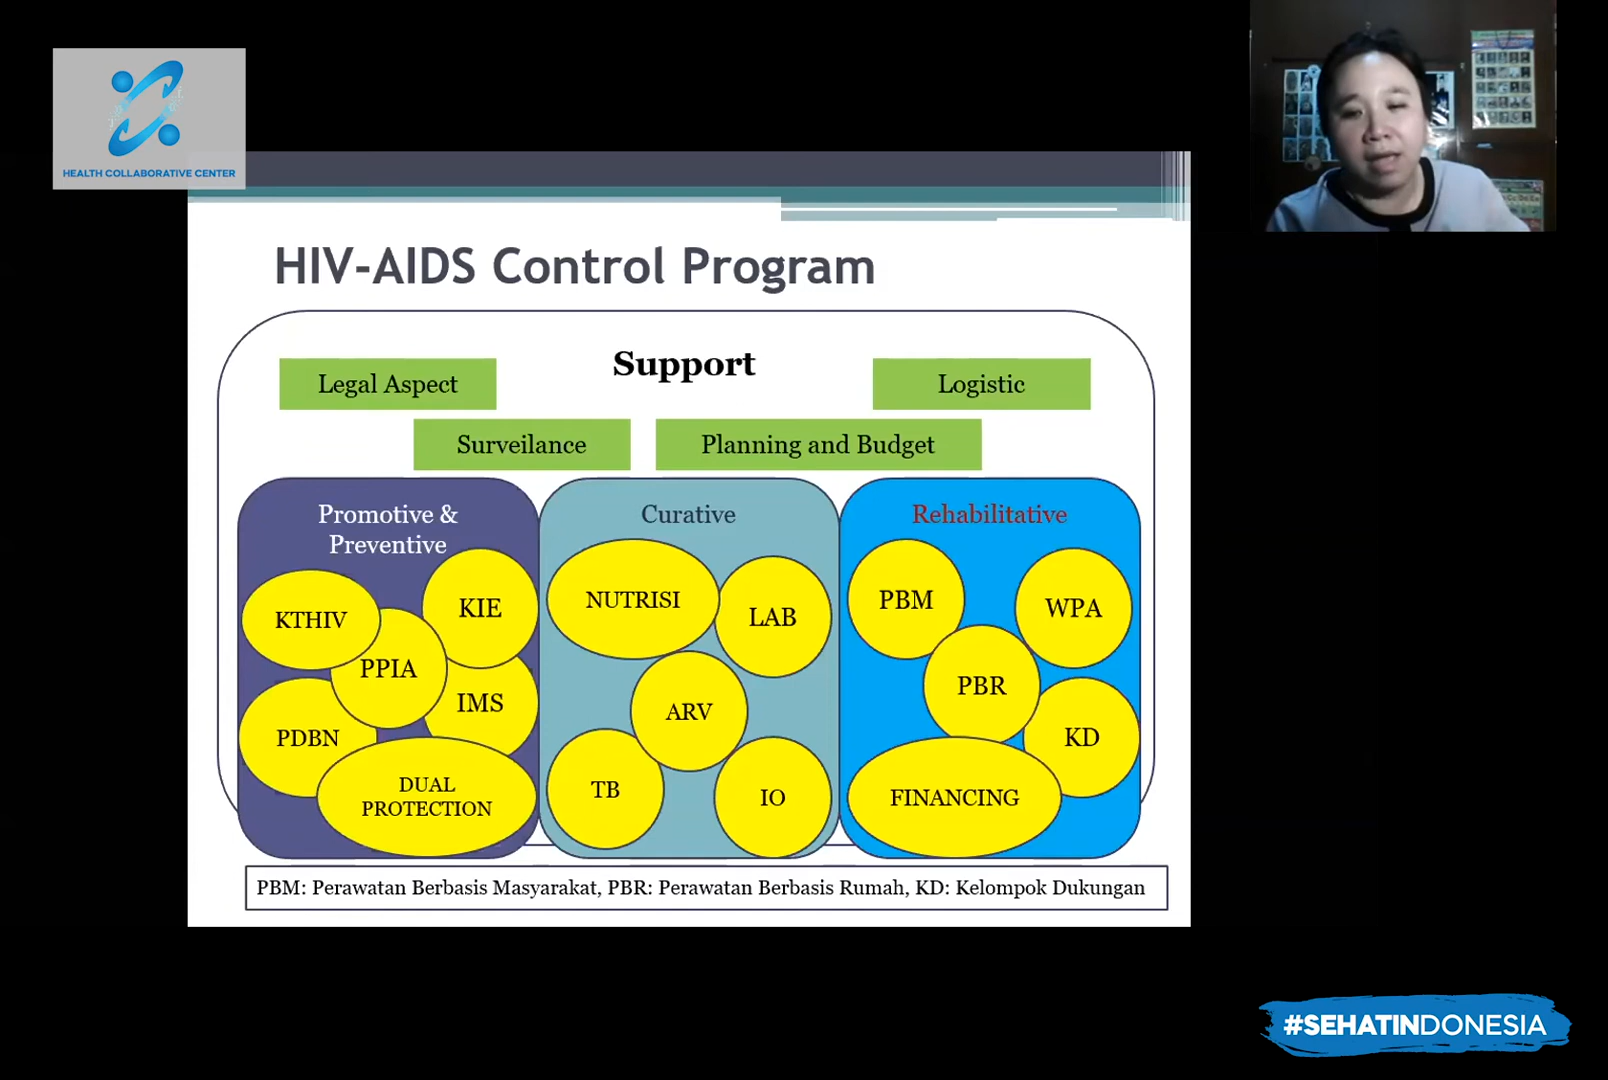 HEALTH COLLABORATIVE CENTER
HIV-AIDS Control Program
Support
Legal Aspect
Logistic
Surveilance
Planning and Budget
Promotive &
Preventive
KTHIV
KIE
PPIA
IMS
PDBN
DUAL
PROTECTION
Curative
NUTRISI
LAB
ARV
TB
IO
Rehabilitative
PBM
WPA
PBR
KD
FINANCING
PBM: Perawatan Berbasis Masyarakat, PBR: Perawatan Berbasis Rumah, KD: Kelompok Dukungan
#SEHATINDONESIA